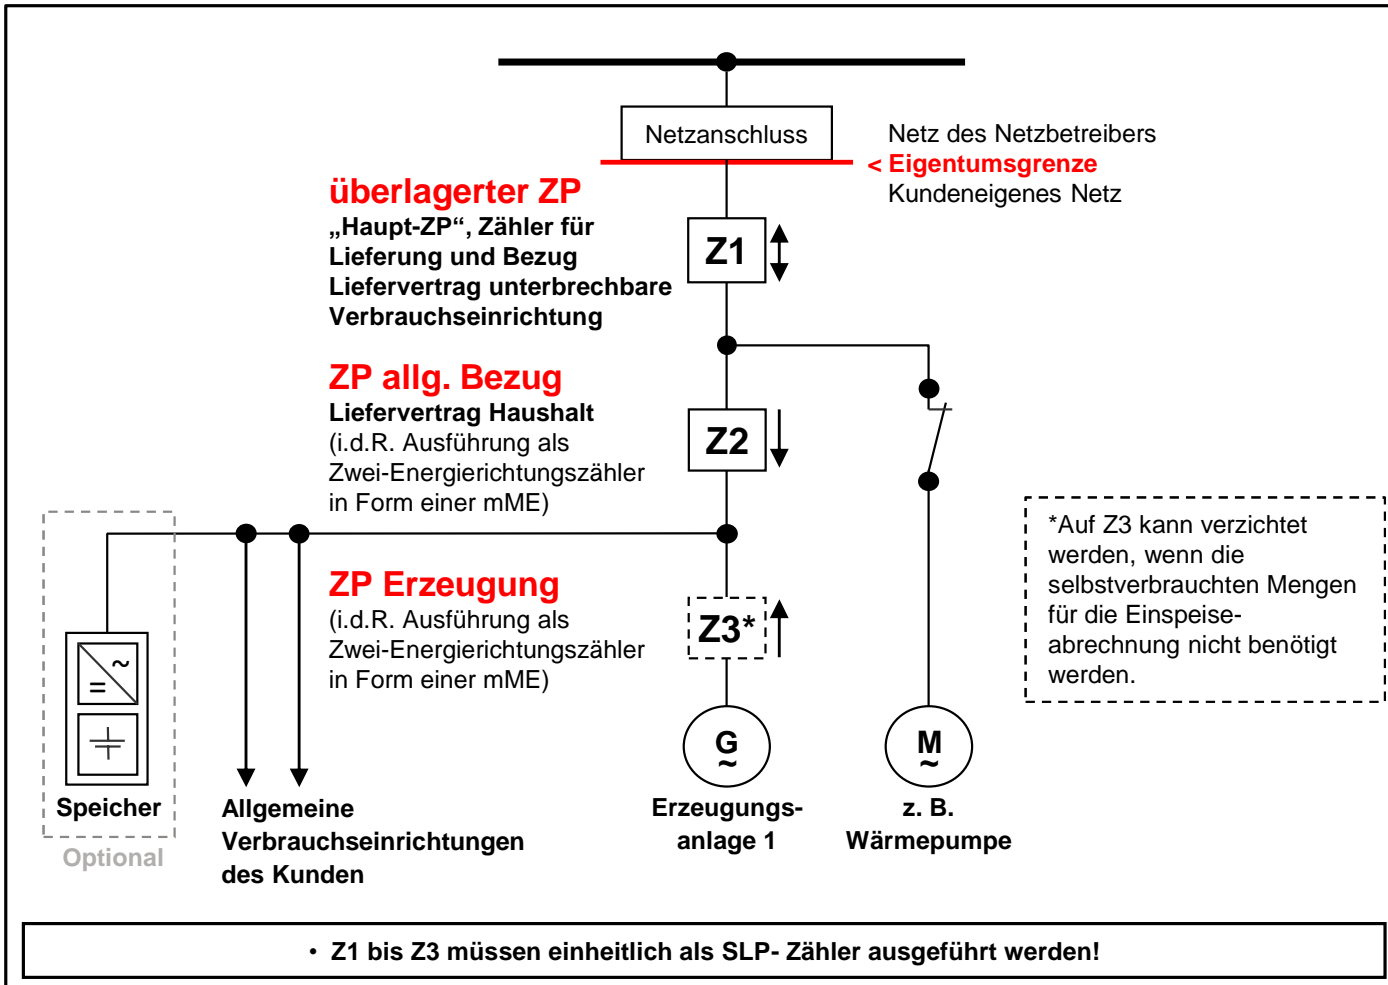 Netzanschluss
Netz des Netzbetreibers
< Eigentumsgrenze
Kundeneigenes Netz
überlagerter ZP
„Haupt-ZP“, Zähler für
Lieferung und Bezug
Liefervertrag unterbrechbare
Verbrauchseinrichtung
Z1
ZP allg. Bezug
Liefervertrag Haushalt
(i.d.R. Ausführung als
Zwei-Energierichtungszähler
in Form einer mME)
Z2
ZP Erzeugung
(i.d.R. Ausführung als
Zwei-Energierichtungszähler
in Form einer mME)
Z3*
*Auf Z3 kann verzichtet
werden, wenn die
selbstverbrauchten Mengen
für die Einspeise-
abrechnung nicht benötigt
werden.
~
=
G
~
M
~
Speicher
Optional
Allgemeine
Verbrauchseinrichtungen
des Kunden
Erzeugungs-
anlage 1
z. B.
Wärmepumpe
• Z1 bis Z3 müssen einheitlich als SLP- Zähler ausgeführt werden!